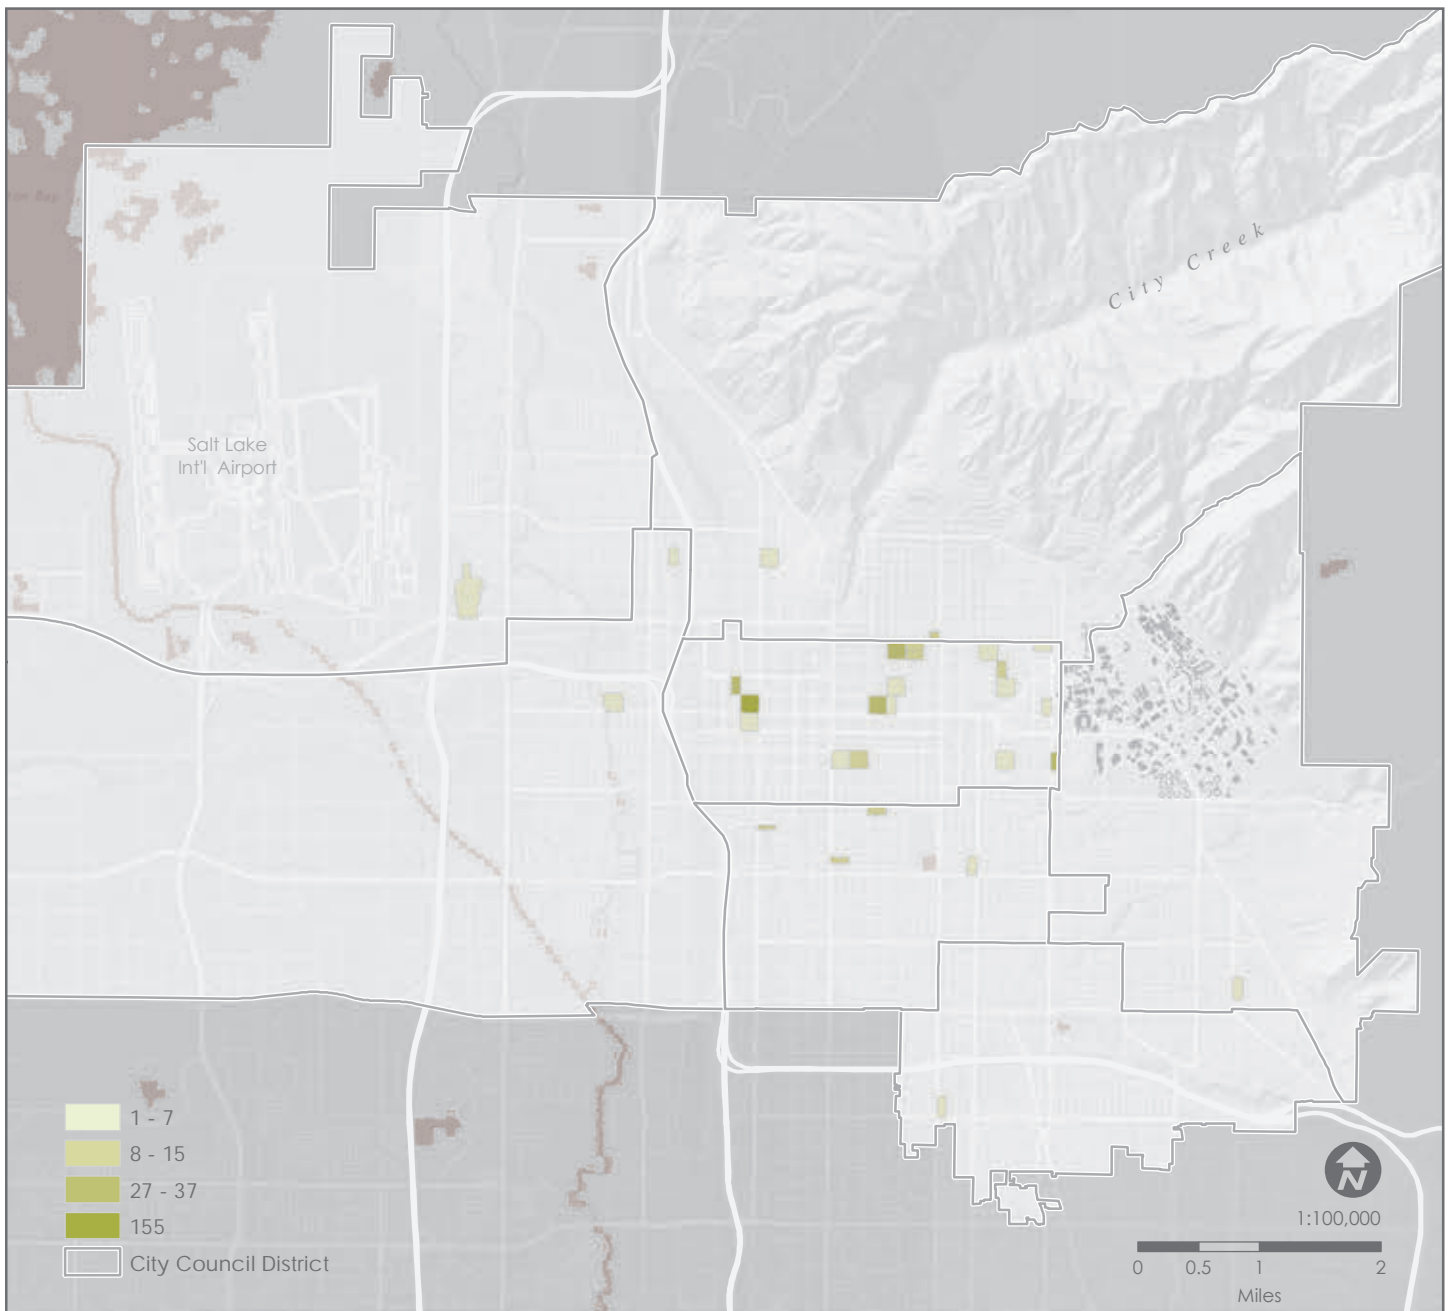 City Creek
Salt Lake
Int'l Airport
1 - 7
8 - 15
27 - 37
155
City Council District
N
1:100,000
0 0.5 1 2
Miles